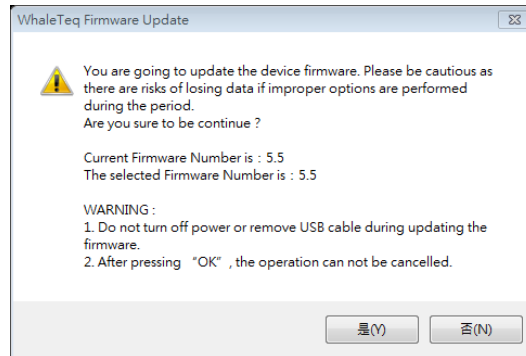 WhaleTeq Firmware Update
You are going to update the device firmware. Please be cautious as
there are risks of losing data if improper options are performed
during the period.
Are you sure to be continue ?
Current Firmware Number is : 5.5
The selected Firmware Number is : 5.5
WARNING :
1. Do not turn off power or remove USB cable during updating the
firmware.
2. After pressing “OK” , the operation can not be cancelled.
是(Y) 否(N)